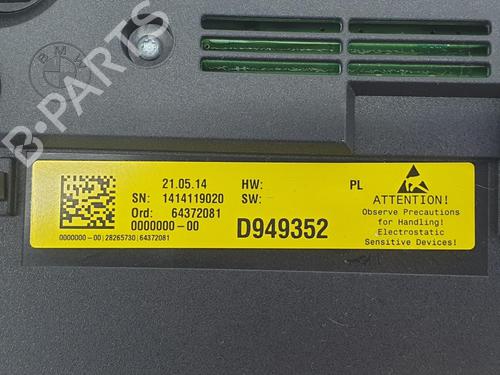 BMW
B-PARTS
21.05.14
SN: 1414119020
Ord: 64372081
0000000-00
0000000-00|28265730|64372081
HW:
SW:
PL
D949352
ATTENTION!
Observe Precautions
for Handling!
Electrostatic
Sensitive Devices!